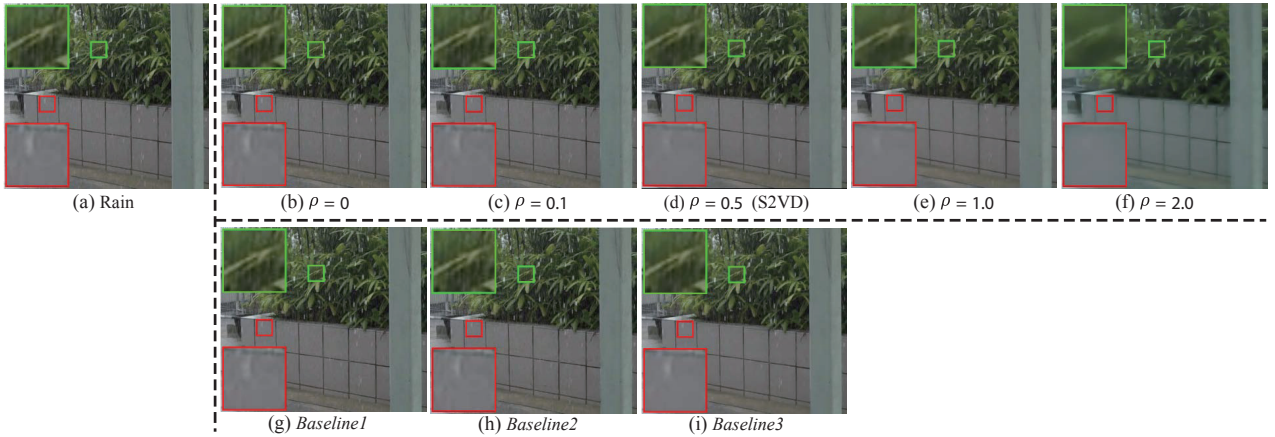 (a) Rain
(b) ρ = 0
(c) ρ = 0.1
(d) ρ = 0.5 (S2VD)
(e) ρ = 1.0
(f) ρ = 2.0
(g) Baseline1
(h) Baseline2
(i) Baseline3